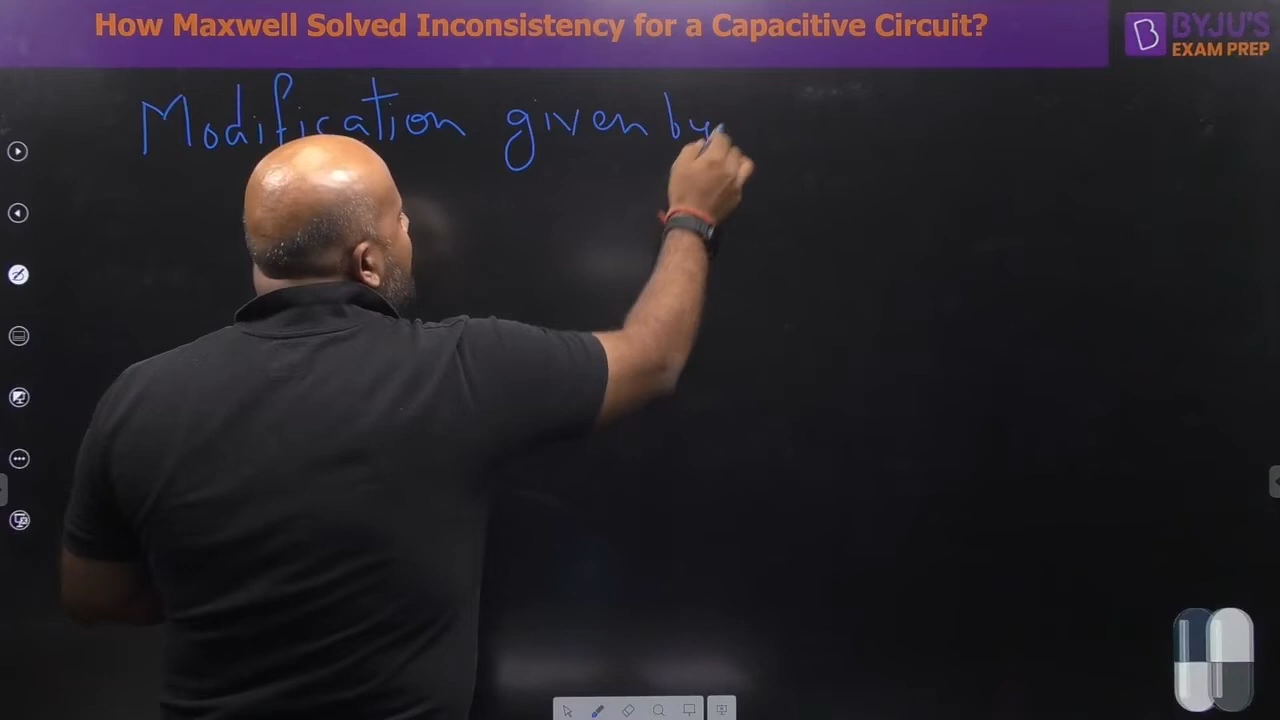 How Maxwell Solved Inconsistency for a Capacitive Circuit?
BYJU'S
EXAM PREP
Modification given by